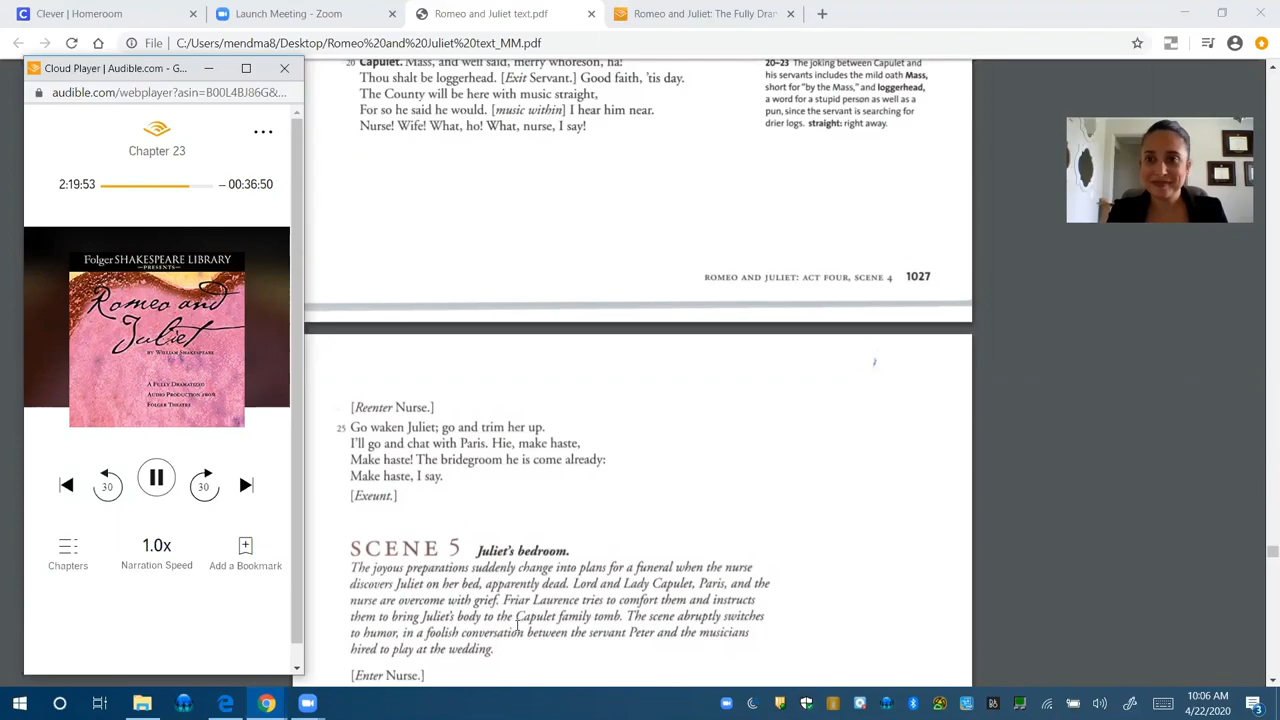 Clever | Homeroom
Launch Meeting - Zoom
Romeo and Juliet text.pdf
Romeo and Juliet: The Fully Dra
File
C:/Users/mendma8/Desktop/Romeo%20and%20Juliet%20text_MM.pdf
Cloud Player | Audible.com - G...
audible.com/webplayer?asin=B00L4BJ86G&...
Chapter 23
2:19:53
- 00:36:50
Folger SHAKESPEARE LIBRARY
PRESENTS
Romeo and
Juliet
BY WILLIAM SHAKESPEARE
A FULLY DRAMATIZED
AUDIO PRODUCTION FROM
FOLGER THEATRE
30
30
1.0x
Chapters
Narration Speed
Add a Bookmark
20 Capulet. Mass, and well said, merry whoreson, ha!
Thou shalt be loggerhead. [Exit Servant.] Good faith, 'tis day.
The County will be here with music straight,
For so he said he would. [music within] I hear him near.
Nurse! Wife! What, ho! What, nurse, I say!
20–23 The joking between Capulet and
his servants includes the mild oath Mass,
short for "by the Mass," and loggerhead,
a word for a stupid person as well as a
pun, since the servant is searching for
drier logs. straight: right away.
ROMEO AND JULIET: ACT FOUR, SCENE 4 1027
[Reenter Nurse.]
25 Go waken Juliet; go and trim her up.
I'll go and chat with Paris. Hie, make haste,
Make haste! The bridegroom he is come already:
Make haste, I say.
[Exeunt.]
SCENE 5 Juliet's bedroom.
The joyous preparations suddenly change into plans for a funeral when the nurse
discovers Juliet on her bed, apparently dead. Lord and Lady Capulet, Paris, and the
nurse are overcome with grief. Friar Laurence tries to comfort them and instructs
them to bring Juliet's body to the Capulet family tomb. The scene abruptly switches
to humor, in a foolish conversation between the servant Peter and the musicians
hired to play at the wedding.
[Enter Nurse.]
10:06 AM
4/22/2020
3